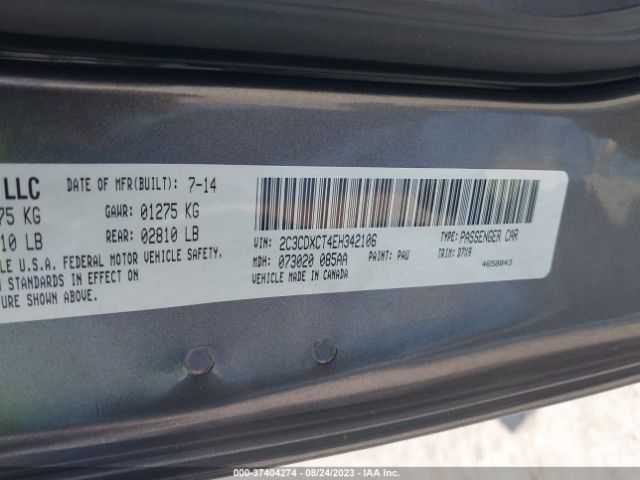 LLC DATE OF MFR(BUILT): 7-14
75 KG GAWR: 01275 KG
10 LB REAR: 02810 LB
LE U.S.A. FEDERAL MOTOR VEHICLE SAFETY,
STANDARDS IN EFFECT ON
URE SHOWN ABOVE.
VIN: 2C3CDXCT4EH342106 TYPE: PASSENGER CAR
MDH: 073020 085AA PAINT: PAU TRIM: D7X9
VEHICLE MADE IN CANADA 4658843
000-37404274 - 08/24/2023 - IAA Inc.